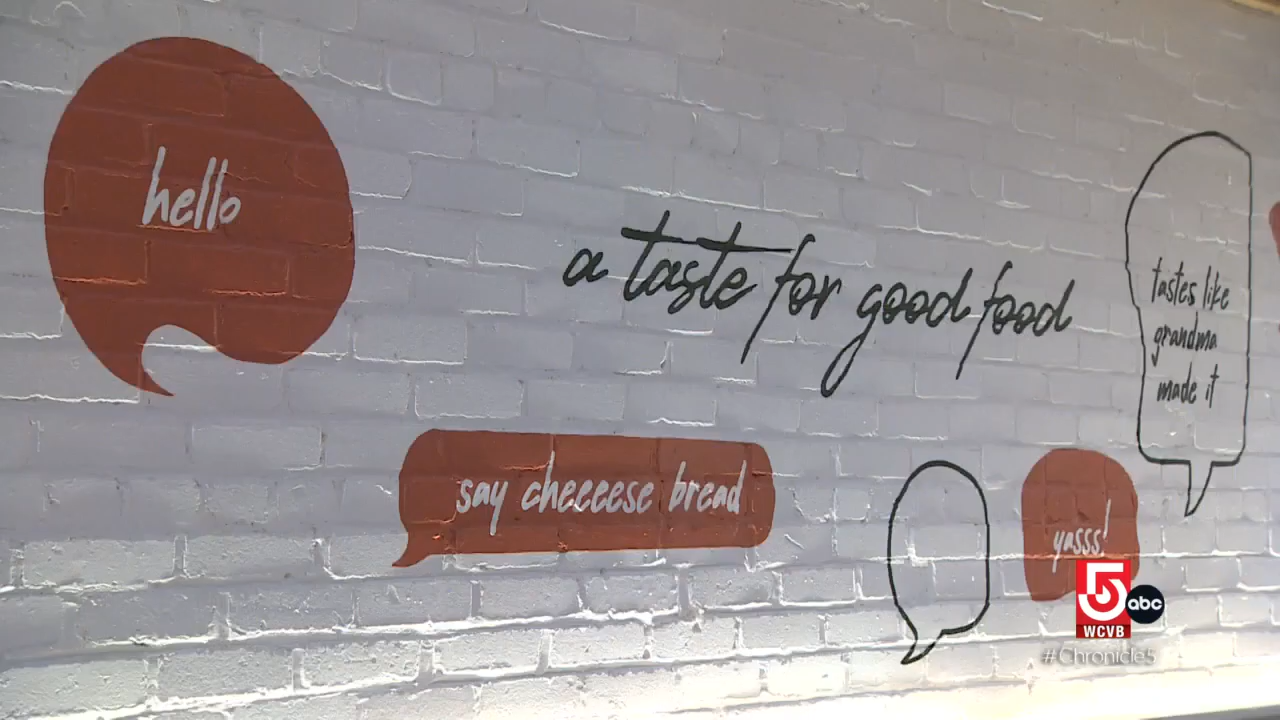 hello
a taste for good food
tastes like
grandma
made it
say cheeeese bread
yasss!
5
abc
WCVB
#Chronicle5